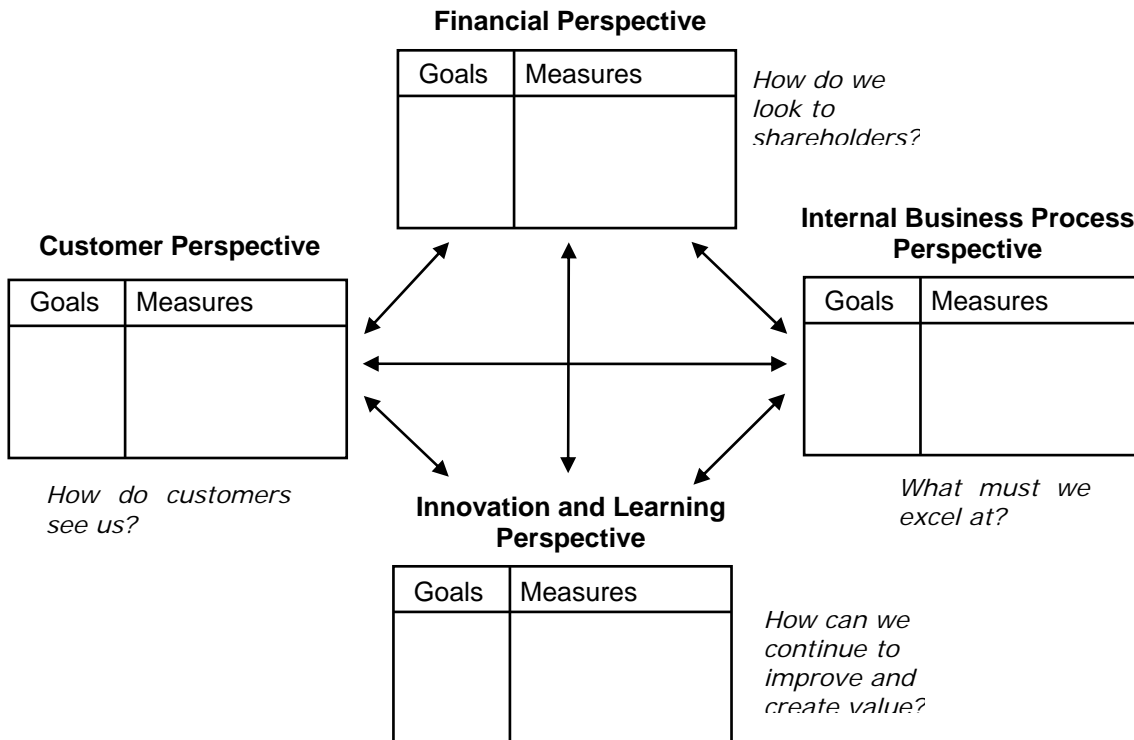 Financial Perspective
Goals Measures
How do we
look to
shareholders?
Internal Business Process
Perspective
Customer Perspective
Goals Measures
Goals Measures
How do customers
see us?
What must we
excel at?
Innovation and Learning
Perspective
Goals Measures
How can we
continue to
improve and
create value?